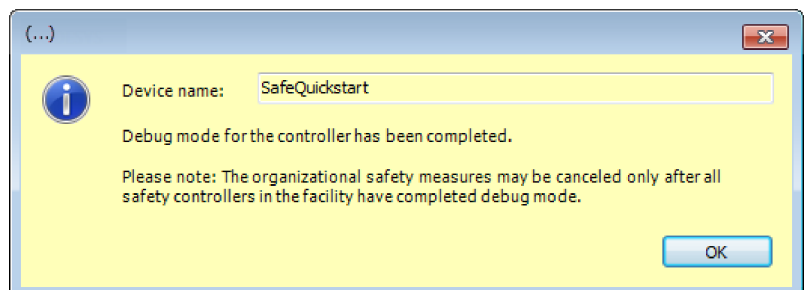 (...)
Device name: SafeQuickstart
Debug mode for the controller has been completed.
Please note: The organizational safety measures may be canceled only after all
safety controllers in the facility have completed debug mode.
OK